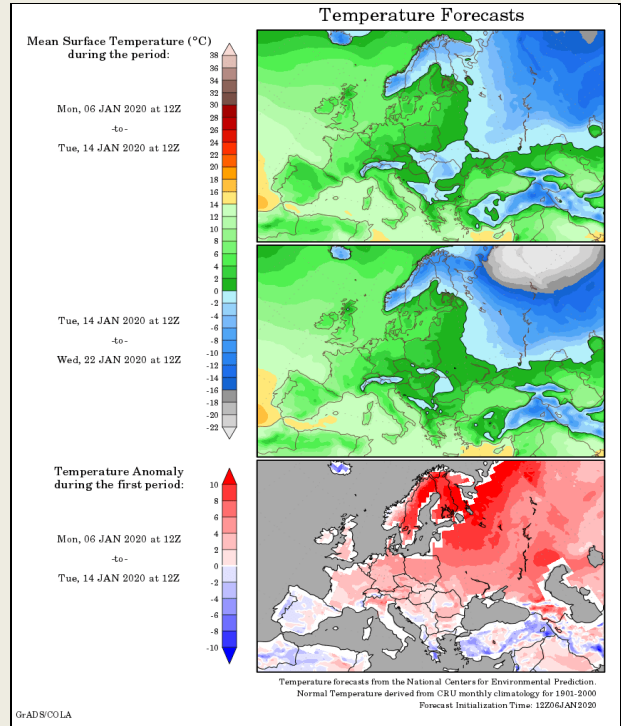 Temperature Forecasts
Mean Surface Temperature (°C)
during the period:
Mon, 06 JAN 2020 at 12Z
-to-
Tue, 14 JAN 2020 at 12Z
38
36
34
32
30
28
26
24
22
20
18
16
14
12
10
8
6
4
2
0
-2
-4
-6
-8
-10
-12
-14
-16
-18
-20
-22
Tue, 14 JAN 2020 at 12Z
-to-
Wed, 22 JAN 2020 at 12Z
Temperature Anomaly
during the first period:
Mon, 06 JAN 2020 at 12Z
-to-
Tue, 14 JAN 2020 at 12Z
10
8
6
4
2
0
-2
-4
-6
-8
-10
Temperature forecasts from the National Centers for Environmental Prediction.
Normal Temperature derived from CRU monthly climatology for 1901-2000
Forecast Initialization Time: 12Z06JAN2020
GrADS/COLA